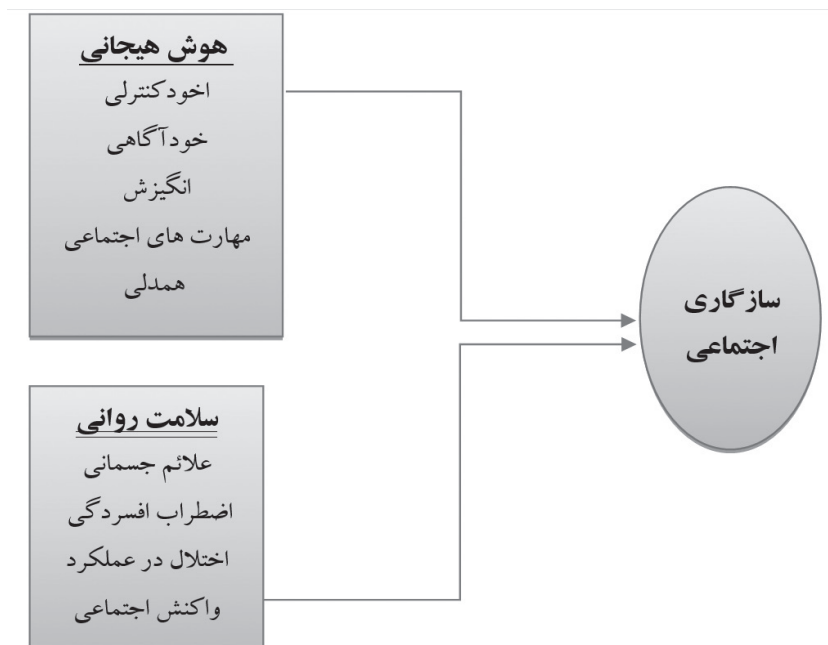 هوش هیجانی
اخودکنترلی
خودآگاهی
انگیزش
مهارت های اجتماعی
همدلی
سلامت روانی
علائم جسمانی
اضطراب افسردگی
اختلال در عملکرد
واکنش اجتماعی
سازگاری
اجتماعی